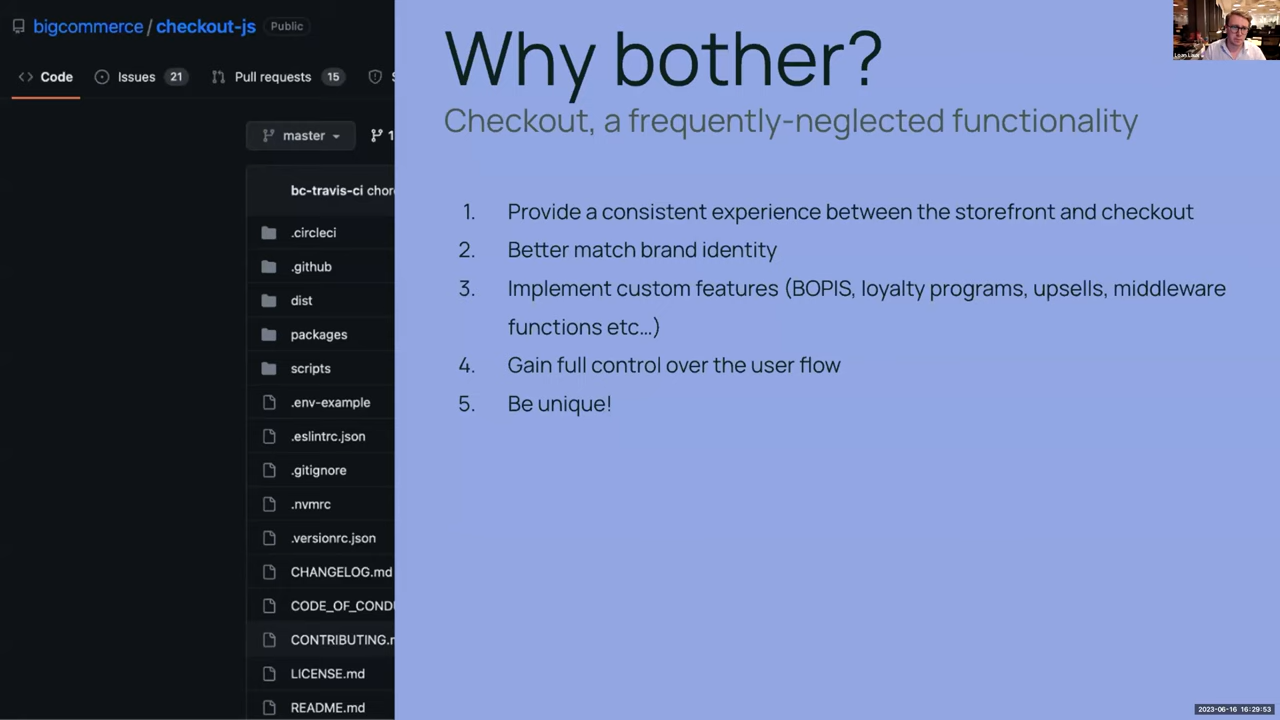 bigcommerce / checkout-js Public
Code Issues 21 Pull requests 15
master
bc-travis-ci
.circleci
.github
dist
packages
scripts
.env-example
.eslintrc.json
.gitignore
.nvmrc
.versionrc.json
CHANGELOG.md
CODE_OF_COND
CONTRIBUTING.
LICENSE.md
README.md
Why bother?
Checkout, a frequently-neglected functionality
1. Provide a consistent experience between the storefront and checkout
2. Better match brand identity
3. Implement custom features (BOPIS, loyalty programs, upsells, middleware
functions etc...)
4. Gain full control over the user flow
5. Be unique!
2023-06-16 16:29:53